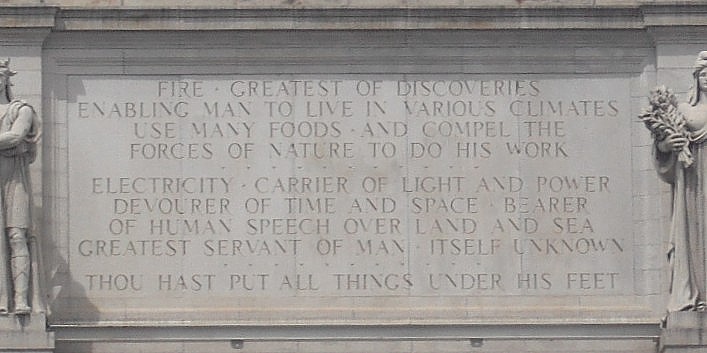 FIRE · GREATEST OF DISCOVERIES
ENABLING MAN TO LIVE IN VARIOUS CLIMATES
USE MANY FOODS · AND COMPEL THE
FORCES OF NATURE TO DO HIS WORK
ELECTRICITY · CARRIER OF LIGHT AND POWER
DEVOURER OF TIME AND SPACE · BEARER
OF HUMAN SPEECH OVER LAND AND SEA
GREATEST SERVANT OF MAN · ITSELF UNKNOWN
THOU HAST PUT ALL THINGS UNDER HIS FEET